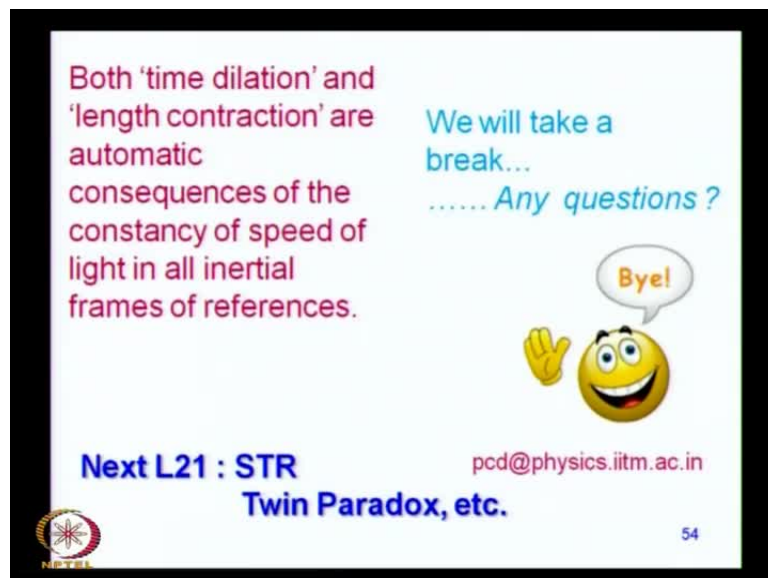 Both ‘time dilation’ and
‘length contraction’ are
automatic
consequences of the
constancy of speed of
light in all inertial
frames of references.
We will take a
break...
...... Any questions ?
Bye!
Next L21 : STR
Twin Paradox, etc.
pcd@physics.iitm.ac.in
54
NPTEL